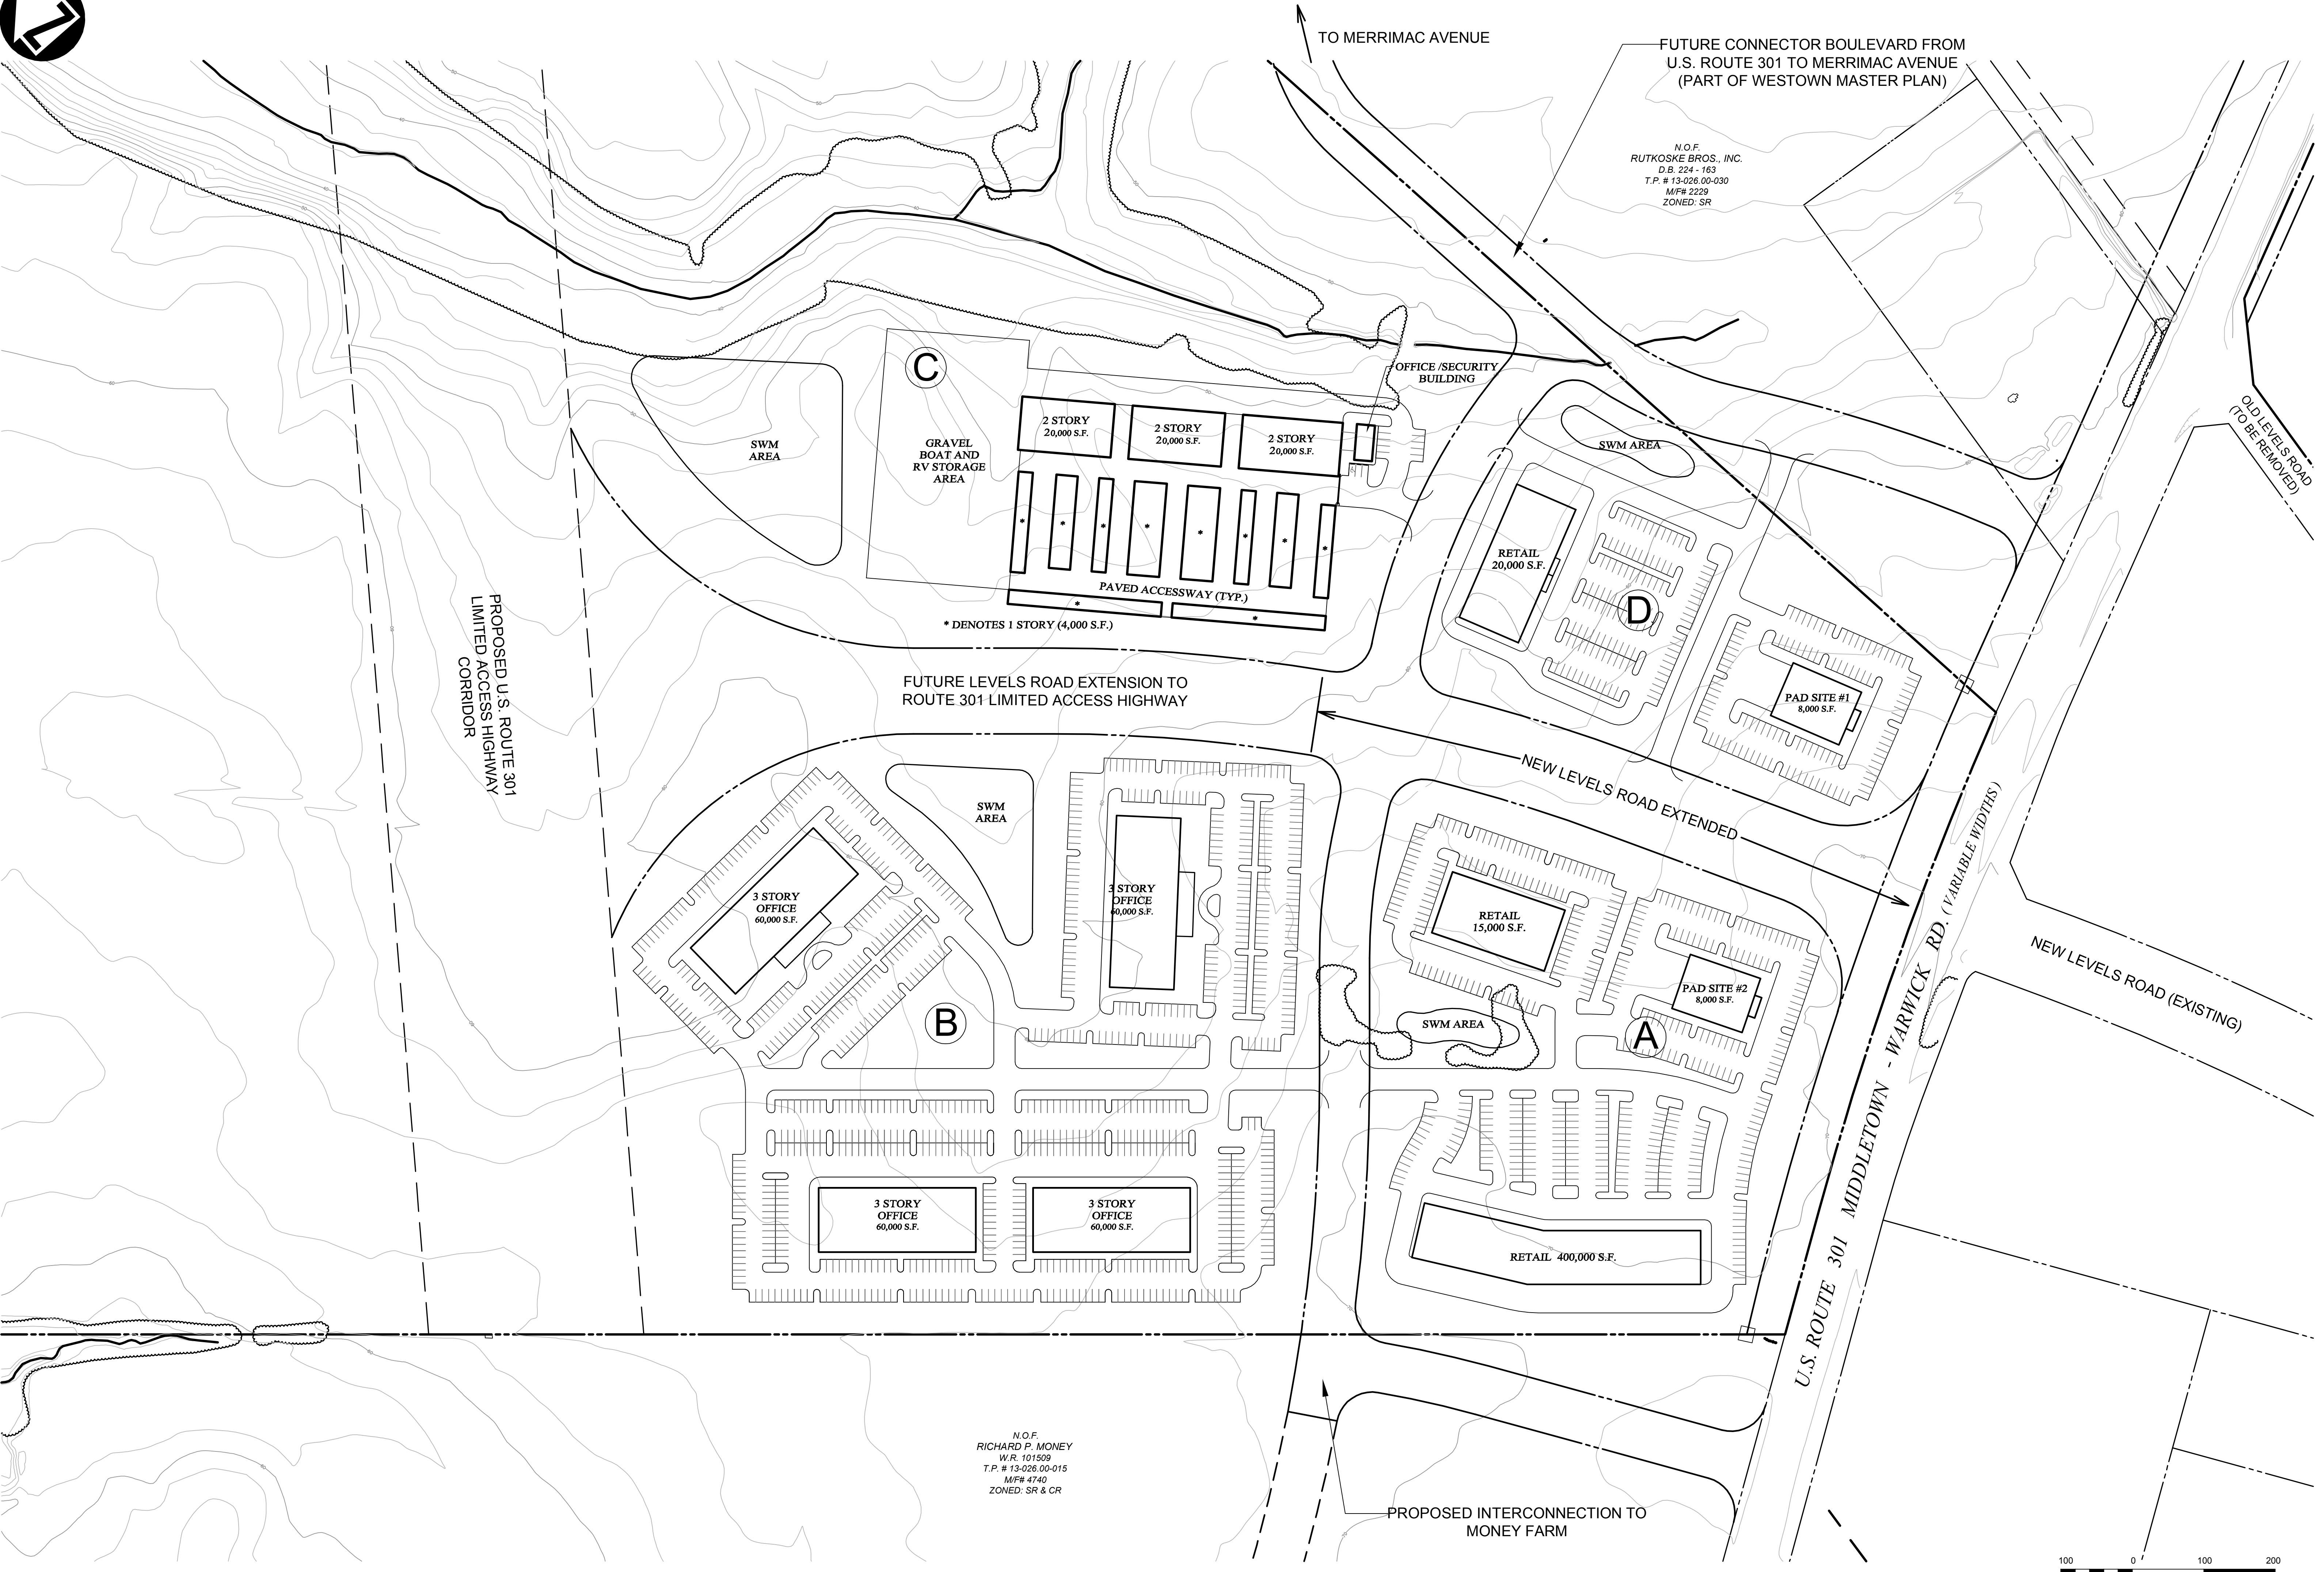 TO MERRIMAC AVENUE
FUTURE CONNECTOR BOULEVARD FROM
U.S. ROUTE 301 TO MERRIMAC AVENUE
(PART OF WESTOWN MASTER PLAN)
N.O.F.
RUTKOSKE BROS., INC.
D.B. 224 - 163
T.P. # 13-026.00-030
M/F# 2229
ZONED: SR
OLD LEVELS ROAD
(TO BE REMOVED)
C
OFFICE /SECURITY
BUILDING
SWM
AREA
GRAVEL
BOAT AND
RV STORAGE
AREA
2 STORY
20,000 S.F.
2 STORY
20,000 S.F.
2 STORY
20,000 S.F.
* * * * * * * *
PAVED ACCESSWAY (TYP.)
* *
* DENOTES 1 STORY (4,000 S.F.)
SWM AREA
RETAIL
20,000 S.F.
D
PAD SITE #1
8,000 S.F.
PROPOSED U.S. ROUTE 301
LIMITED ACCESS HIGHWAY
CORRIDOR
FUTURE LEVELS ROAD EXTENSION TO
ROUTE 301 LIMITED ACCESS HIGHWAY
NEW LEVELS ROAD EXTENDED
SWM
AREA
3 STORY
OFFICE
60,000 S.F.
3 STORY
OFFICE
60,000 S.F.
B
RETAIL
15,000 S.F.
PAD SITE #2
8,000 S.F.
SWM AREA
A
NEW LEVELS ROAD (EXISTING)
U.S. ROUTE 301 MIDDLETOWN - WARWICK RD. (VARIABLE WIDTHS)
3 STORY
OFFICE
60,000 S.F.
3 STORY
OFFICE
60,000 S.F.
RETAIL 400,000 S.F.
N.O.F.
RICHARD P. MONEY
W.R. 101509
T.P. # 13-026.00-015
M/F# 4740
ZONED: SR & CR
PROPOSED INTERCONNECTION TO
MONEY FARM
100 0 100 200